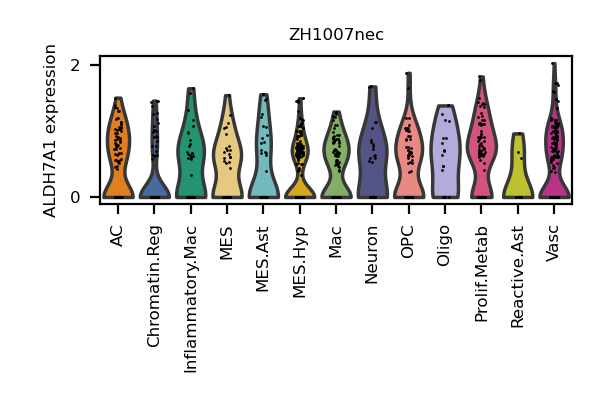 ZH1007nec
ALDH7A1 expression
2
0
AC
Chromatin.Reg
Inflammatory.Mac
MES
MES.Ast
MES.Hyp
Mac
Neuron
OPC
Oligo
Prolif.Metab
Reactive.Ast
Vasc